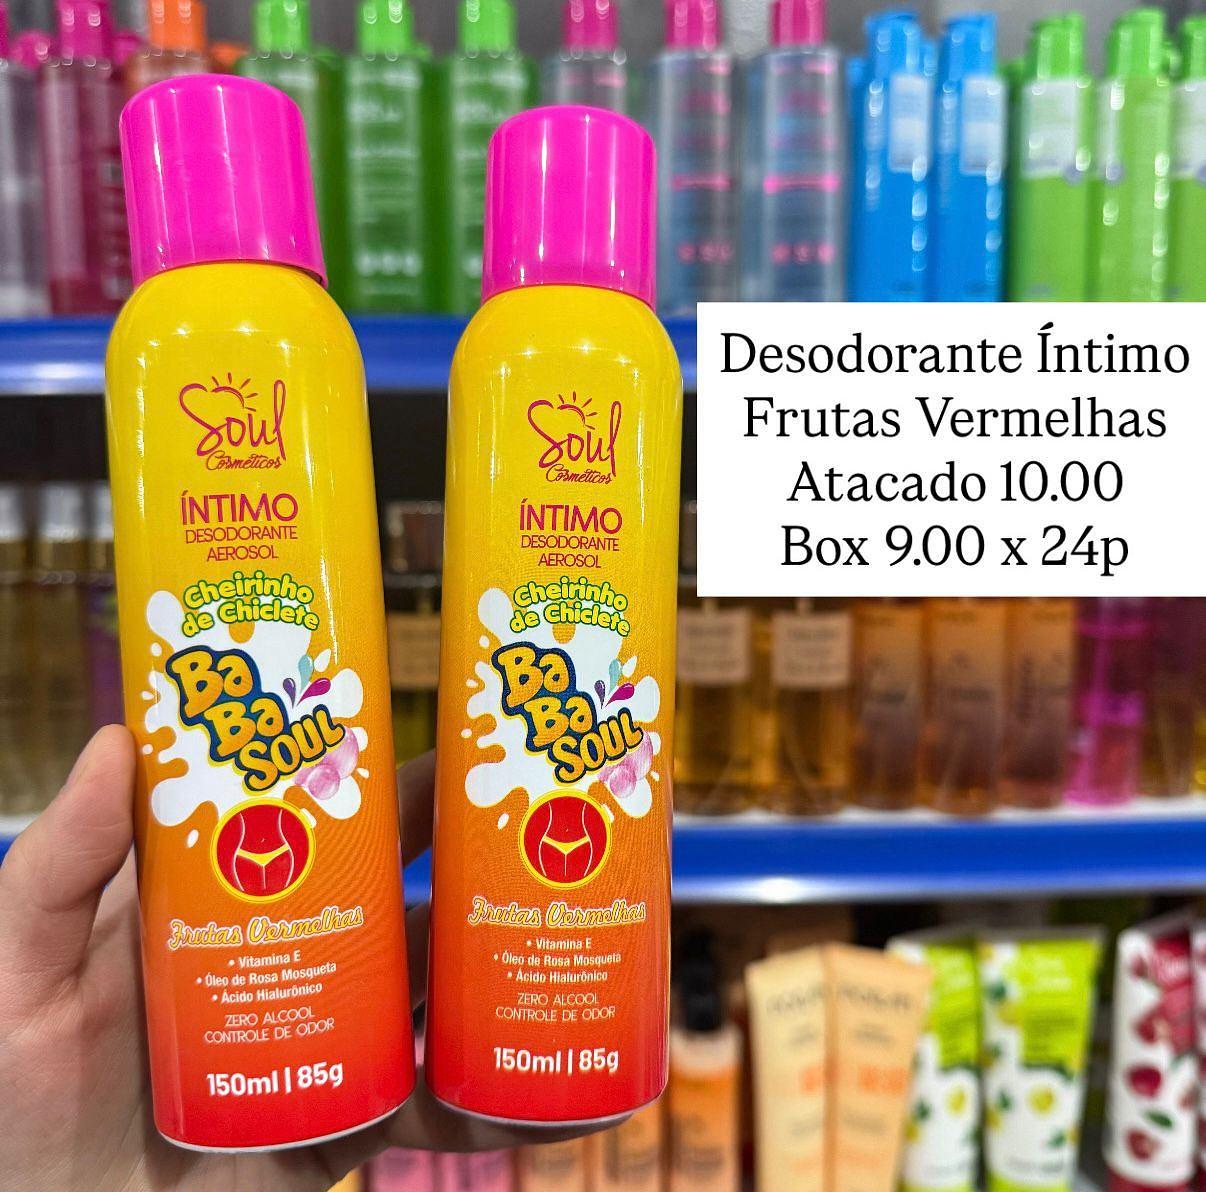 Soul
Cosméticos
ÍNTIMO
DESODORANTE
AEROSOL
Cheirinho
de Chiclete
Ba
Ba
SOUL
Frutas Vermelhas
• Vitamina E
• Óleo de Rosa Mosqueta
• Ácido Hialurônico
ZERO ALCOOL
CONTROLE DE ODOR
150ml | 85g
Soul
Cosméticos
ÍNTIMO
DESODORANTE
AEROSOL
Cheirinho
de Chiclete
Ba
Ba
SOUL
Frutas Vermelhas
• Vitamina E
• Óleo de Rosa Mosqueta
• Ácido Hialurônico
ZERO ALCOOL
CONTROLE DE ODOR
150ml | 85g
Desodorante Íntimo
Frutas Vermelhas
Atacado 10.00
Box 9.00 x 24p